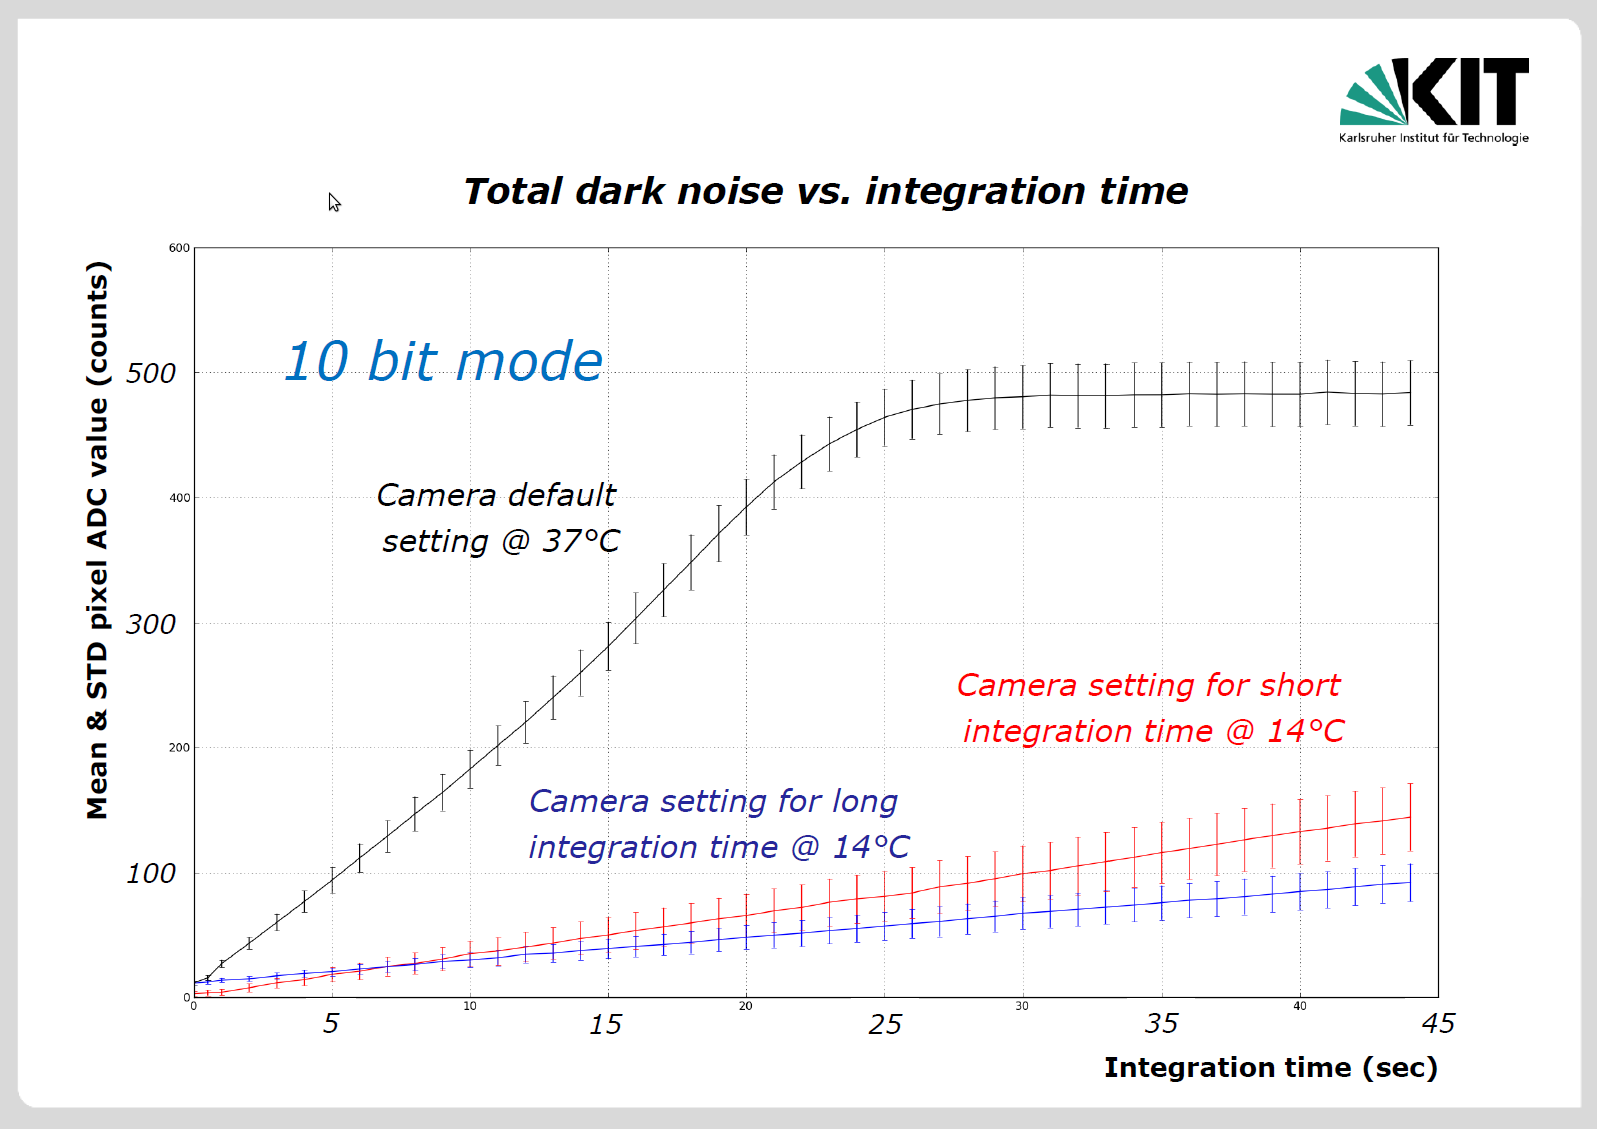 KIT
Karlsruher Institut für Technologie
Total dark noise vs. integration time
Mean & STD pixel ADC value (counts)
600
500
400
300
200
100
0
10 bit mode
Camera default
setting @ 37°C
Camera setting for short
integration time @ 14°C
Camera setting for long
integration time @ 14°C
0
5
10
15
20
25
30
35
40
45
Integration time (sec)